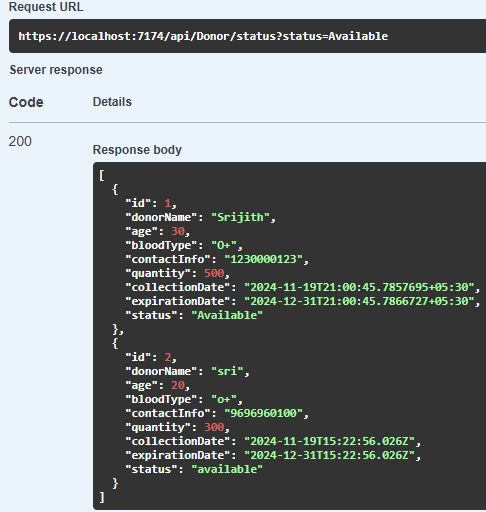 Request URL
https://localhost:7174/api/Donor/status?status=Available
Server response
Code Details
200
Response body
[
  {
    "id": 1,
    "donorName": "Srijith",
    "age": 30,
    "bloodType": "O+",
    "contactInfo": "1230000123",
    "quantity": 500,
    "collectionDate": "2024-11-19T21:00:45.7857695+05:30",
    "expirationDate": "2024-12-31T21:00:45.7866727+05:30",
    "status": "Available"
  },
  {
    "id": 2,
    "donorName": "sri",
    "age": 20,
    "bloodType": "o+",
    "contactInfo": "9696960100",
    "quantity": 300,
    "collectionDate": "2024-11-19T15:22:56.026Z",
    "expirationDate": "2024-12-31T15:22:56.026Z",
    "status": "available"
  }
]